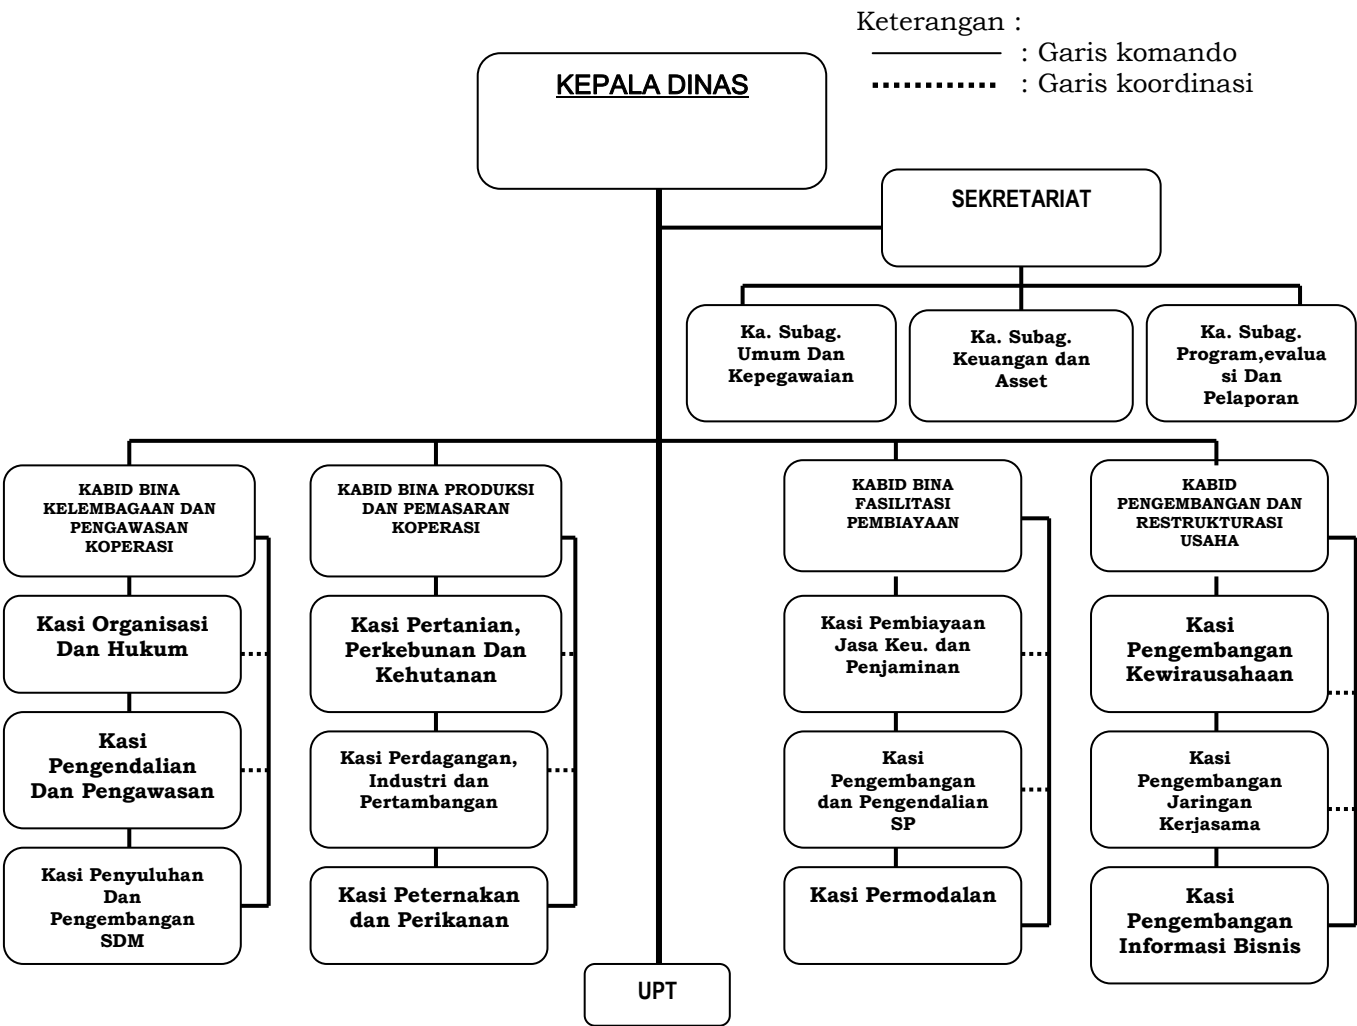 Keterangan :
: Garis komando
: Garis koordinasi
KEPALA DINAS
SEKRETARIAT
Ka. Subag.
Umum Dan
Kepegawaian
Ka. Subag.
Keuangan dan
Asset
Ka. Subag.
Program,evalua
si Dan
Pelaporan
KABID BINA
KELEMBAGAAN DAN
PENGAWASAN
KOPERASI
KABID BINA PRODUKSI
DAN PEMASARAN
KOPERASI
KABID BINA
FASILITASI
PEMBIAYAAN
KABID
PENGEMBANGAN DAN
RESTRUKTURASI
USAHA
Kasi Organisasi
Dan Hukum
Kasi Pertanian,
Perkebunan Dan
Kehutanan
Kasi Pembiayaan
Jasa Keu. dan
Penjaminan
Kasi
Pengembangan
Kewirausahaan
Kasi
Pengendalian
Dan Pengawasan
Kasi Perdagangan,
Industri dan
Pertambangan
Kasi
Pengembangan
dan Pengendalian
SP
Kasi
Pengembangan
Jaringan
Kerjasama
Kasi Penyuluhan
Dan
Pengembangan
SDM
Kasi Peternakan
dan Perikanan
Kasi Permodalan
Kasi
Pengembangan
Informasi Bisnis
UPT